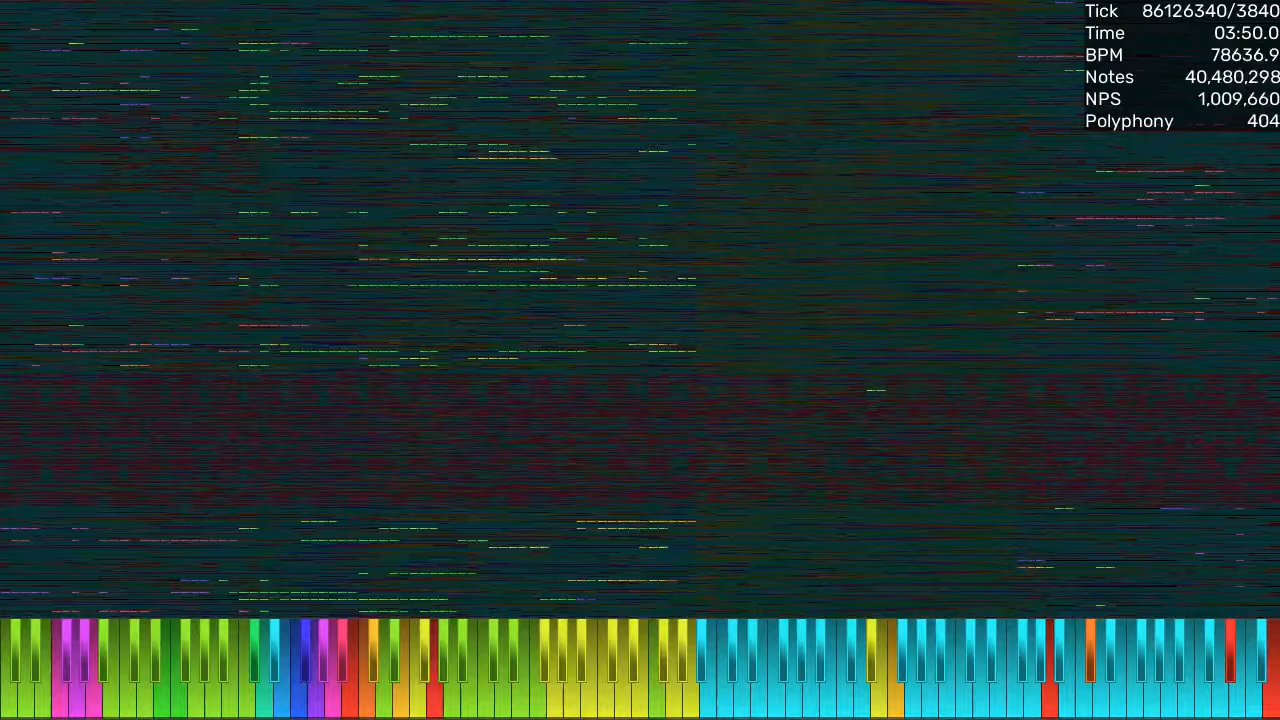 Tick 86126340/3840
Time 03:50.0
BPM 78636.9
Notes 40,480,298
NPS 1,009,660
Polyphony 404